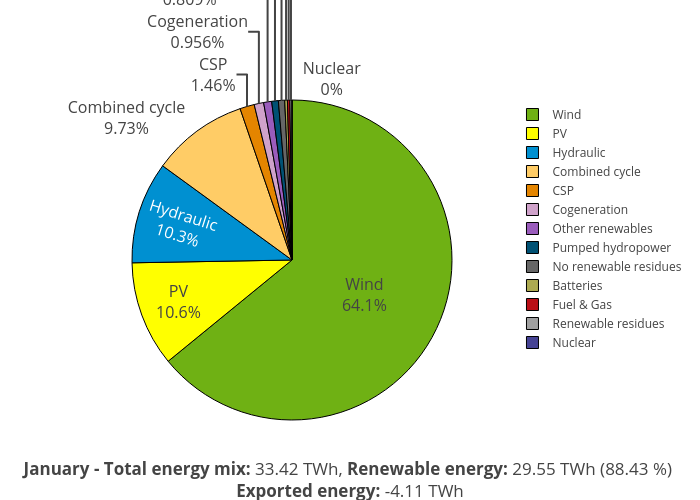 0.809%
Cogeneration
0.956%
CSP
1.46%
Nuclear
0%
Combined cycle
9.73%
Hydraulic
10.3%
PV
10.6%
Wind
64.1%
Wind
PV
Hydraulic
Combined cycle
CSP
Cogeneration
Other renewables
Pumped hydropower
No renewable residues
Batteries
Fuel & Gas
Renewable residues
Nuclear
January - Total energy mix: 33.42 TWh, Renewable energy: 29.55 TWh (88.43 %)
Exported energy: -4.11 TWh